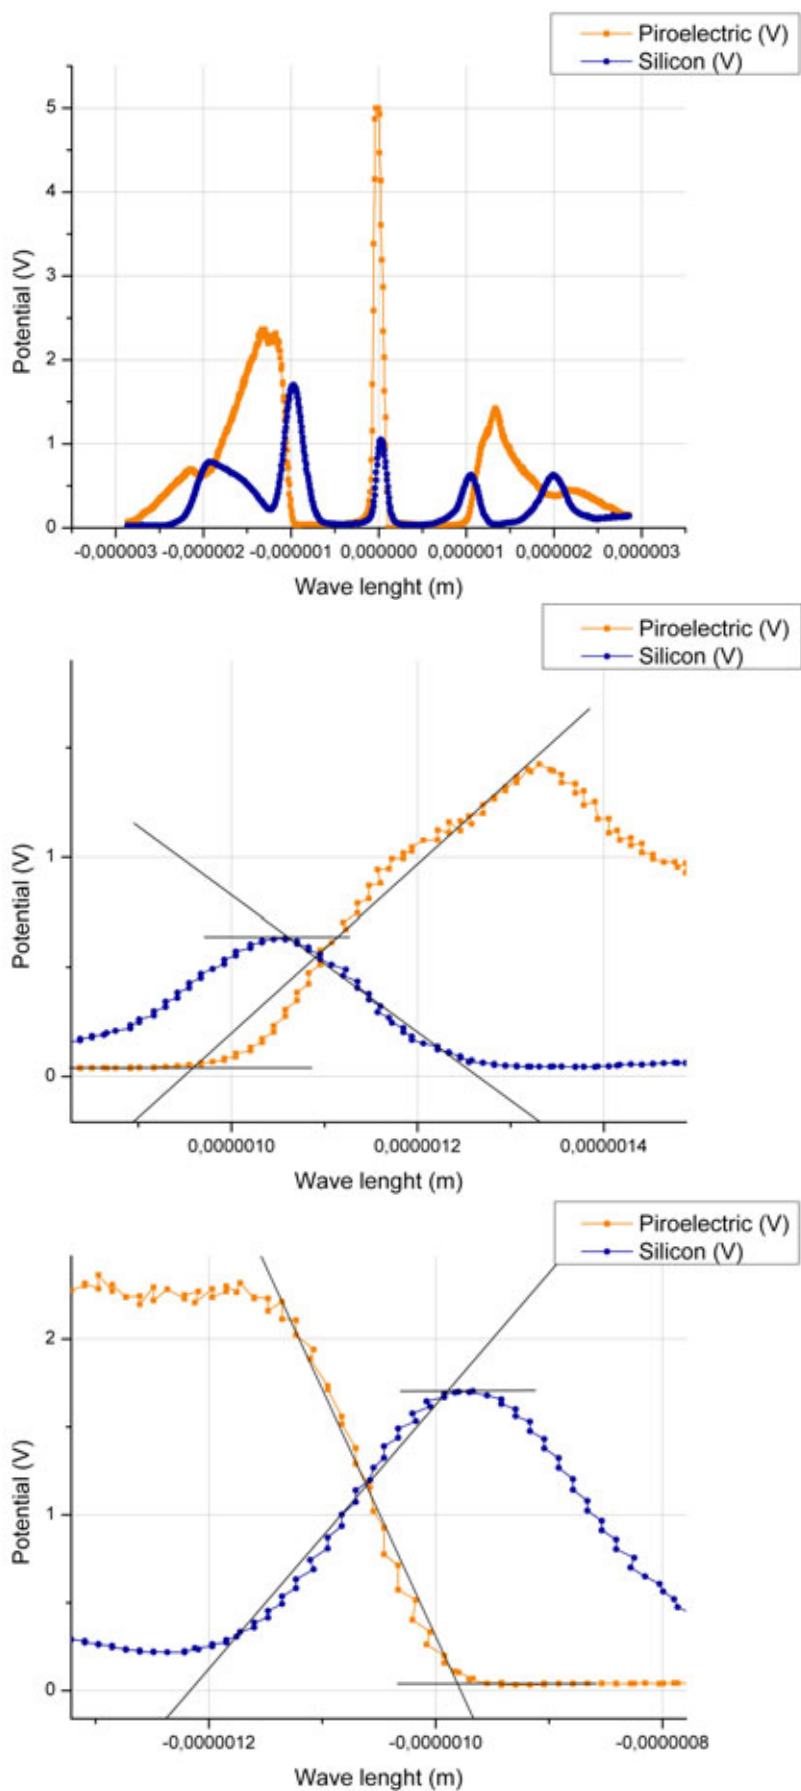 Piroelectric (V)
Silicon (V)
5
4
3
2
1
0
Potential (V)
-0,000003 -0,000002 -0,000001 0,000000 0,000001 0,000002 0,000003
Wave lenght (m)
Piroelectric (V)
Silicon (V)
1
0
Potential (V)
0,0000010 0,0000012 0,0000014
Wave lenght (m)
Piroelectric (V)
Silicon (V)
2
1
0
Potential (V)
-0,0000012 -0,0000010 -0,0000008
Wave lenght (m)